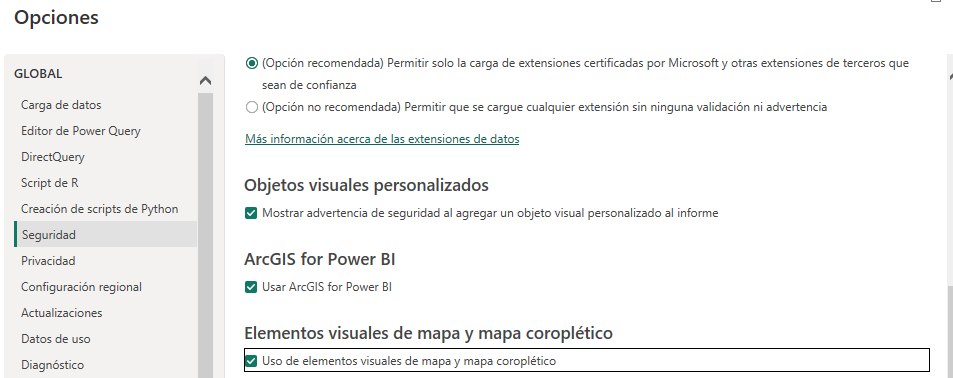 Opciones
GLOBAL
Carga de datos
Editor de Power Query
DirectQuery
Script de R
Creación de scripts de Python
Seguridad
Privacidad
Configuración regional
Actualizaciones
Datos de uso
Diagnóstico
(Opción recomendada) Permitir solo la carga de extensiones certificadas por Microsoft y otras extensiones de terceros que
sean de confianza
(Opción no recomendada) Permitir que se cargue cualquier extensión sin ninguna validación ni advertencia
Más información acerca de las extensiones de datos
Objetos visuales personalizados
Mostrar advertencia de seguridad al agregar un objeto visual personalizado al informe
ArcGIS for Power BI
Usar ArcGIS for Power BI
Elementos visuales de mapa y mapa coroplético
Uso de elementos visuales de mapa y mapa coroplético